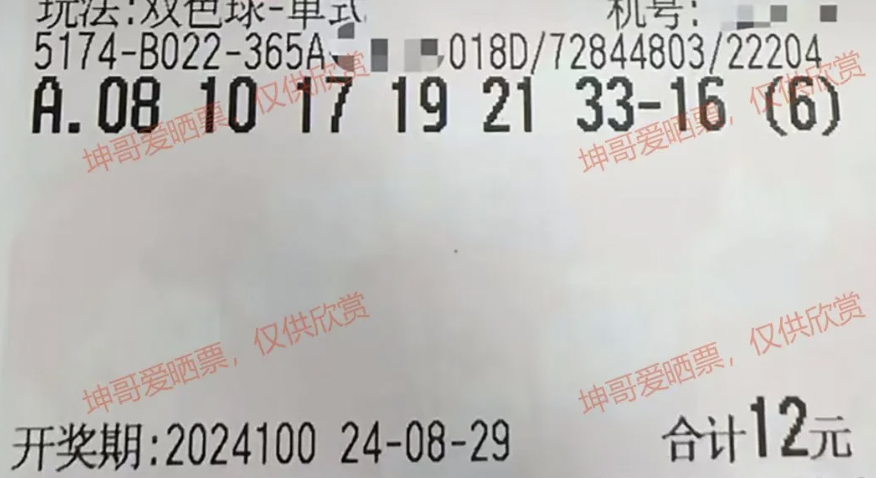 玩法:双色球-单式 机号:
5174-B022-365A 018D/72844803/22204
A.08 10 17 19 21 33-16 (6)
坤哥爱晒票，仅供欣赏
坤哥爱晒票，仅供欣赏
坤哥爱晒票，仅供欣赏
坤哥爱晒票，仅供欣赏
开奖期:2024100 24-08-29 合计12元